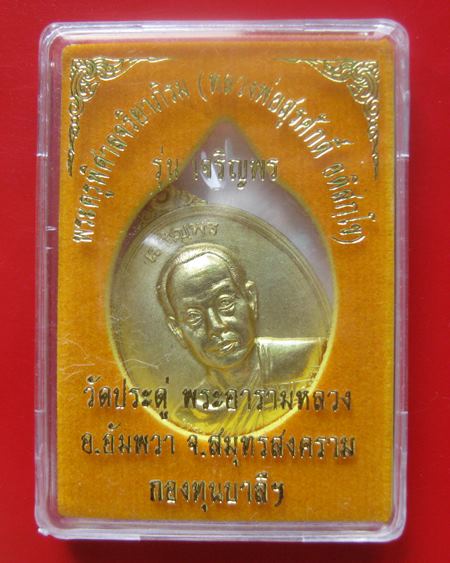 พระครูพิศาลจริยาภิรม (หลวงพ่อสุรศักดิ์ อติสกฺโข)
รุ่น เจริญพร
เจริญพร
วัดประดู่ พระอารามหลวง
อ.อัมพวา จ.สมุทรสงคราม
กองทุนบาลีฯ